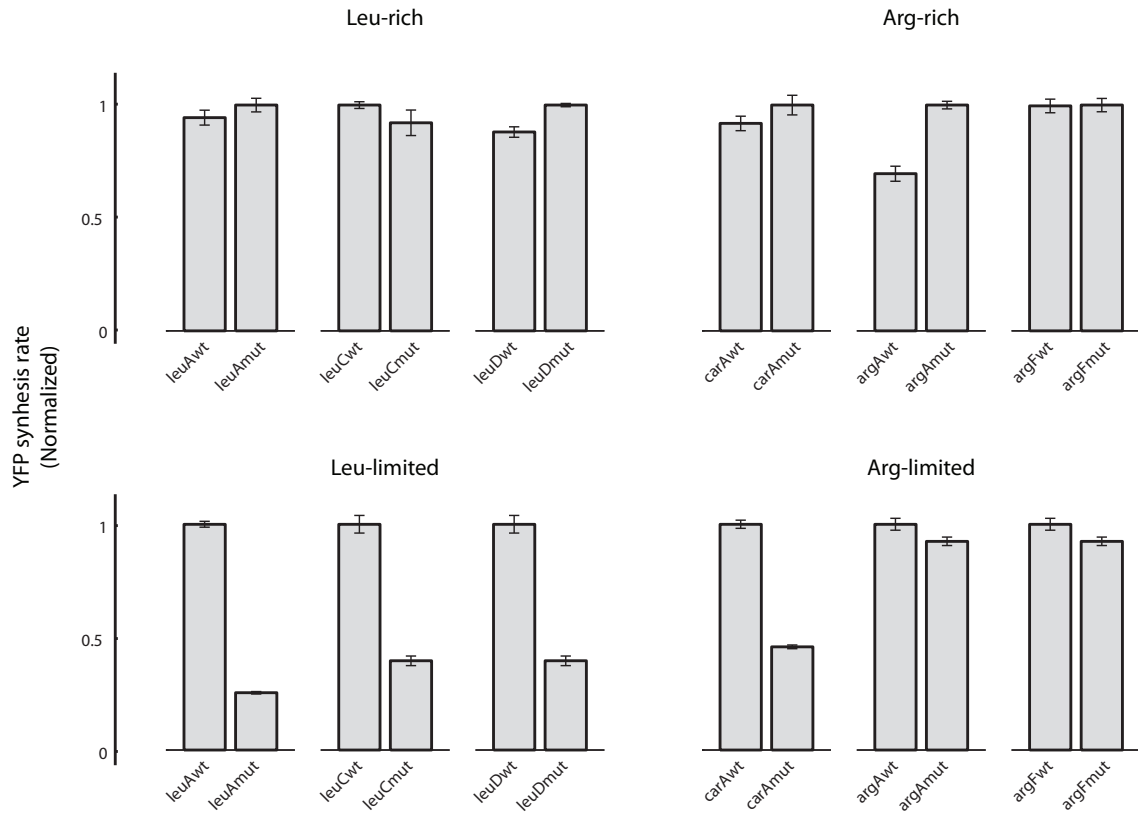 Leu-rich
Arg-rich
YFP synhesis rate
(Normalized)
1
0.5
0
leuAwt
leuAmut
leuCwt
leuCmut
leuDwt
leuDmut
carAwt
carAmut
argAwt
argAmut
argFwt
argFmut
Leu-limited
Arg-limited
1
0.5
0
leuAwt
leuAmut
leuCwt
leuCmut
leuDwt
leuDmut
carAwt
carAmut
argAwt
argAmut
argFwt
argFmut